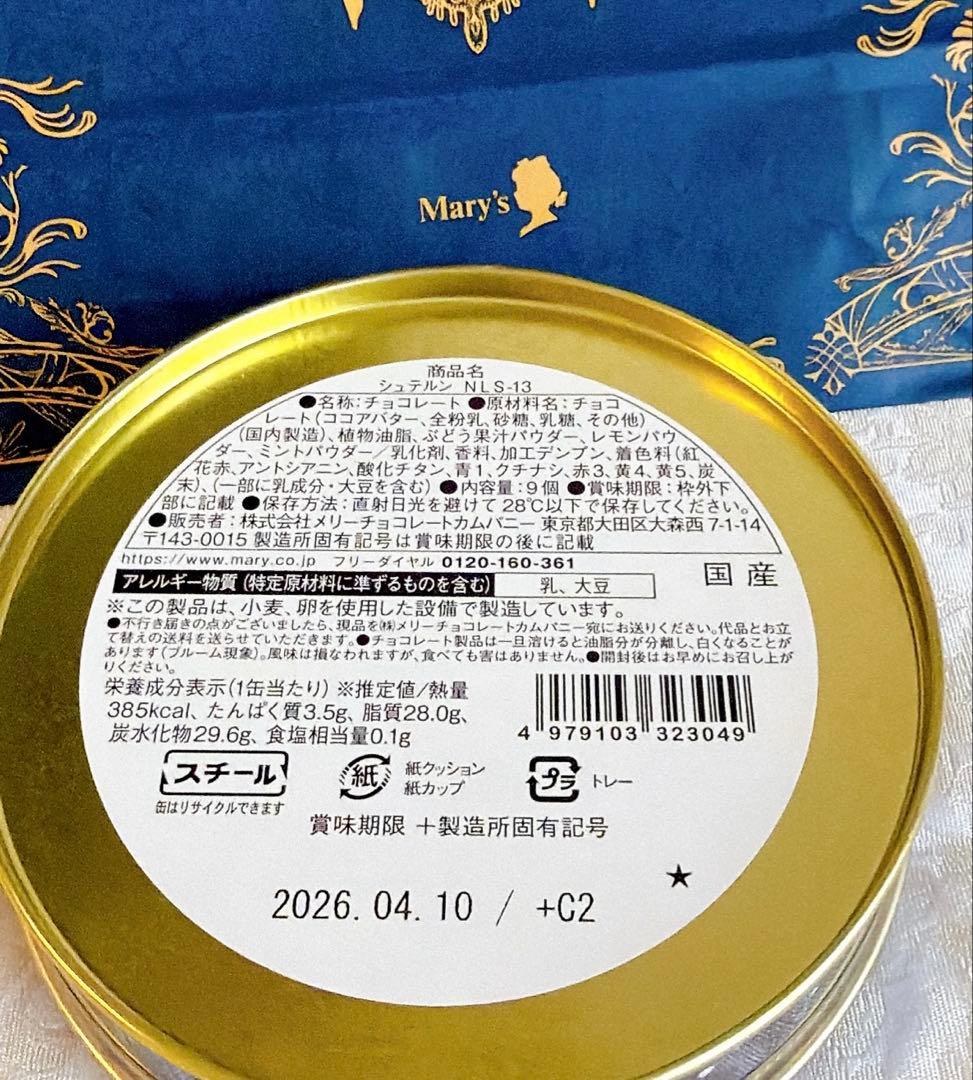 Mary's
商品名
シュテルン NLS-13
●名称：チョコレート ●原材料名：チョコ
レート（ココアバター、全粉乳、砂糖、乳糖、その他）
（国内製造）、植物油脂、ぶどう果汁パウダー、レモンパウ
ダー、ミントパウダー／乳化剤、香料、加工デンプン、着色料（紅
花赤、アントシアニン、酸化チタン、青1、クチナシ、赤3、黄4、黄5、炭
末）、（一部に乳成分・大豆を含む） ●内容量：9個 ●賞味期限：枠外下
部に記載 ●保存方法：直射日光を避けて28℃以下で保存してください。
●販売者：株式会社メリーチョコレートカムパニー 東京都大田区大森西7-1-14
〒143-0015 製造所固有記号は賞味期限の後に記載
https://www.mary.co.jp フリーダイヤル 0120-160-361
アレルギー物質（特定原材料に準ずるものを含む） 乳、大豆
国産
※この製品は、小麦、卵を使用した設備で製造しています。
●不行き届きの点がございましたら、現品を㈱メリーチョコレートカムパニー宛にお送りください。代品とお立
て替えの送料を送らせていただきます。●チョコレート製品は一旦溶けると油脂分が分離し、白くなることが
あります（ブルーム現象）。風味は損なわれますが、食べても害はありません。●開封後はお早めにお召し上が
りください。
栄養成分表示（1缶当たり）※推定値/熱量
385kcal、たんぱく質3.5g、脂質28.0g、
炭水化物29.6g、食塩相当量0.1g
4 979103 323049
スチール
缶はリサイクルできます
紙
紙クッション
紙カップ
プラ
トレー
賞味期限 ＋製造所固有記号
★
2026.04.10 / +C2